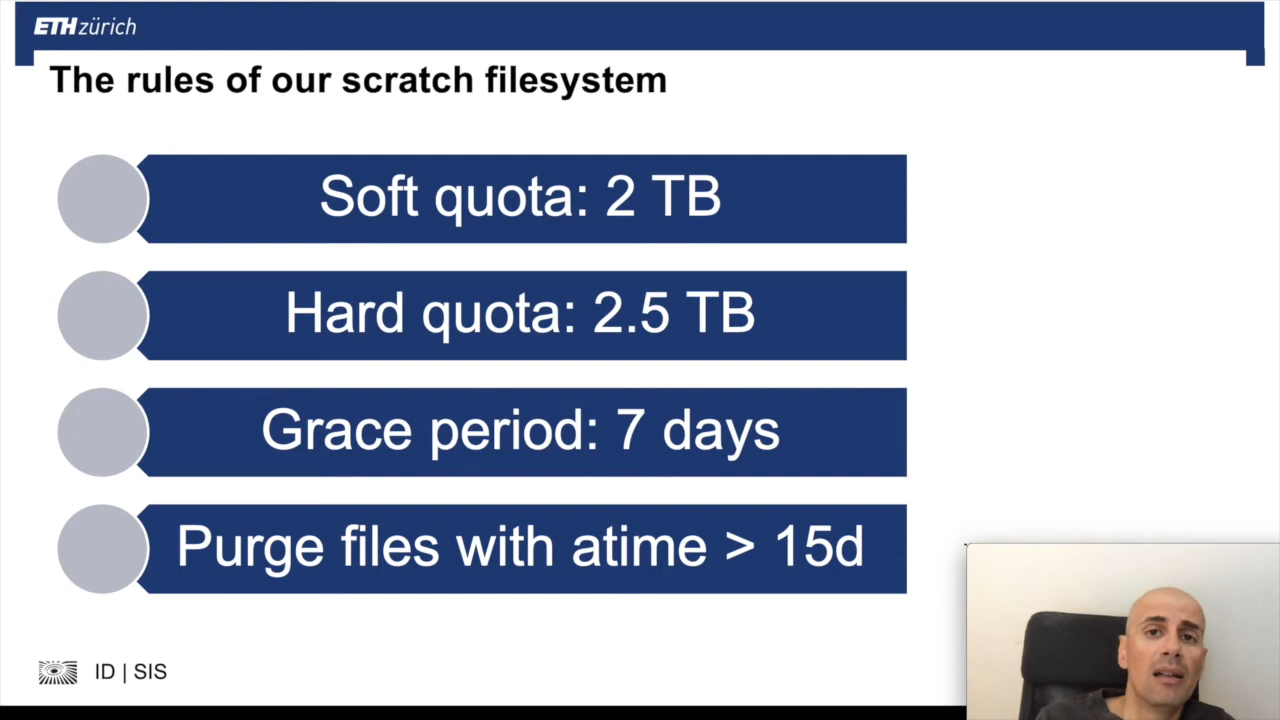 ETH zürich
The rules of our scratch filesystem
Soft quota: 2 TB
Hard quota: 2.5 TB
Grace period: 7 days
Purge files with atime > 15d
ID | SIS